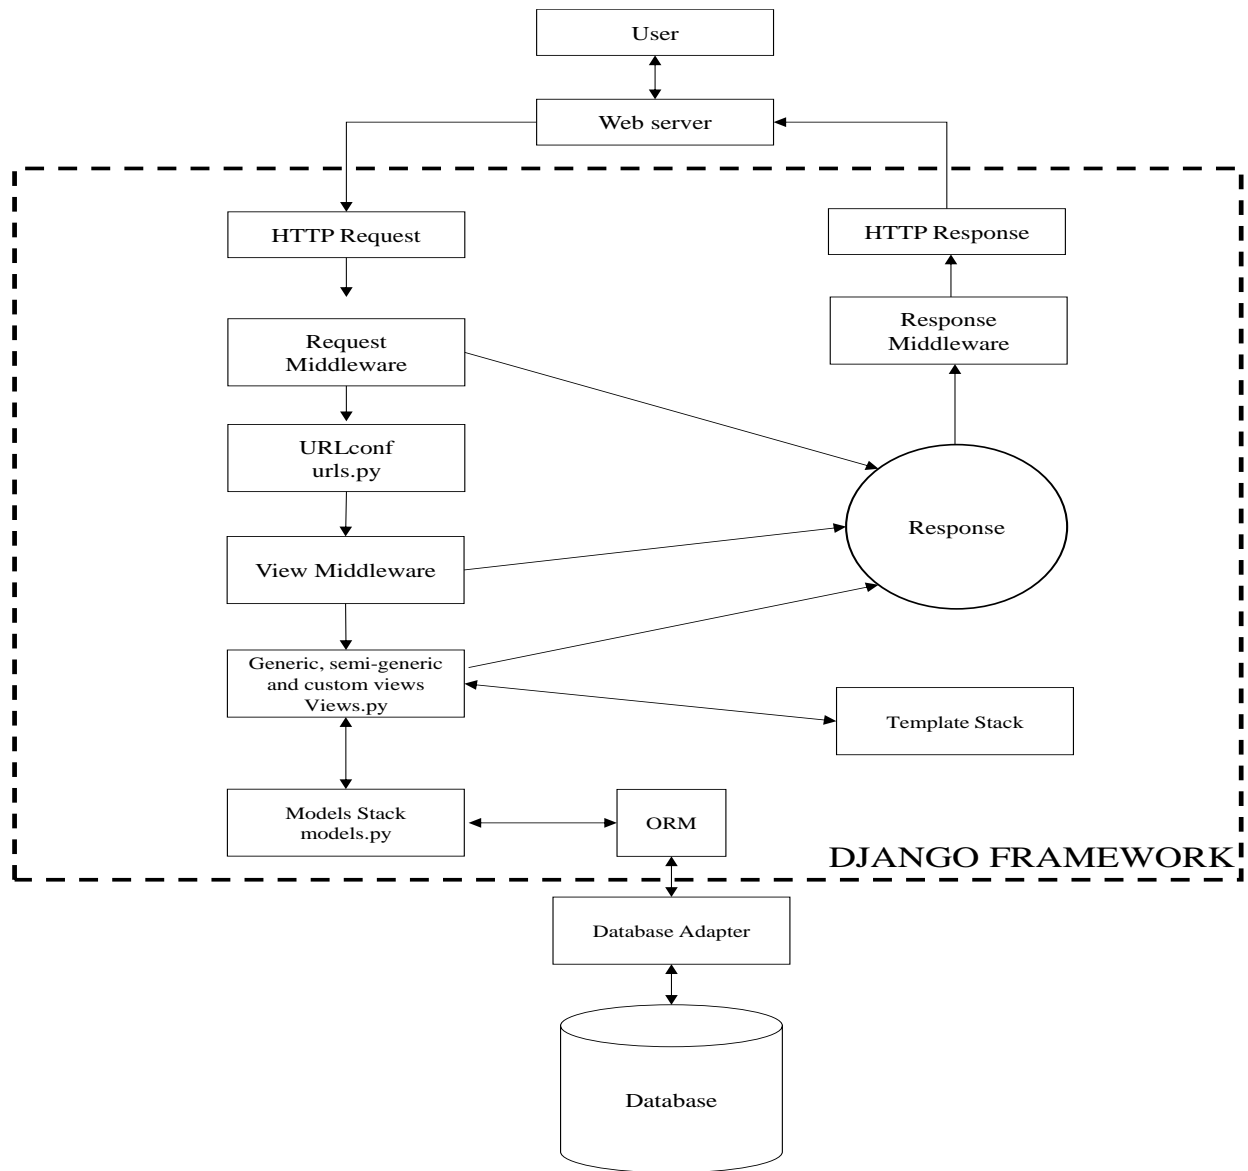 User
Web server
HTTP Request
HTTP Response
Request
Middleware
Response
Middleware
URLconf
urls.py
Response
View Middleware
Generic, semi-generic
and custom views
Views.py
Template Stack
Models Stack
models.py
ORM
DJANGO FRAMEWORK
Database Adapter
Database